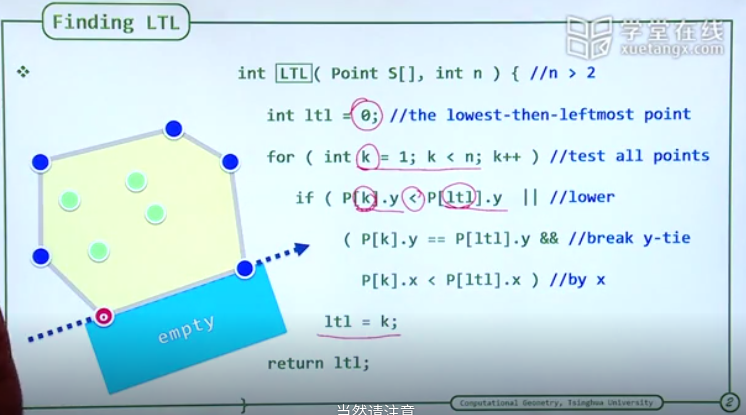 Finding LTL
学堂在线
xuetangx.com
❖ int LTL( Point S[], int n ) { //n > 2
int ltl = 0; //the lowest-then-leftmost point
for ( int k = 1; k < n; k++ ) //test all points
if ( P[k].y < P[ltl].y || //lower
( P[k].y == P[ltl].y && //break y-tie
P[k].x < P[ltl].x ) //by x
ltl = k;
return ltl;
}
empty
Computational Geometry, Tsinghua University
2
当然请注意